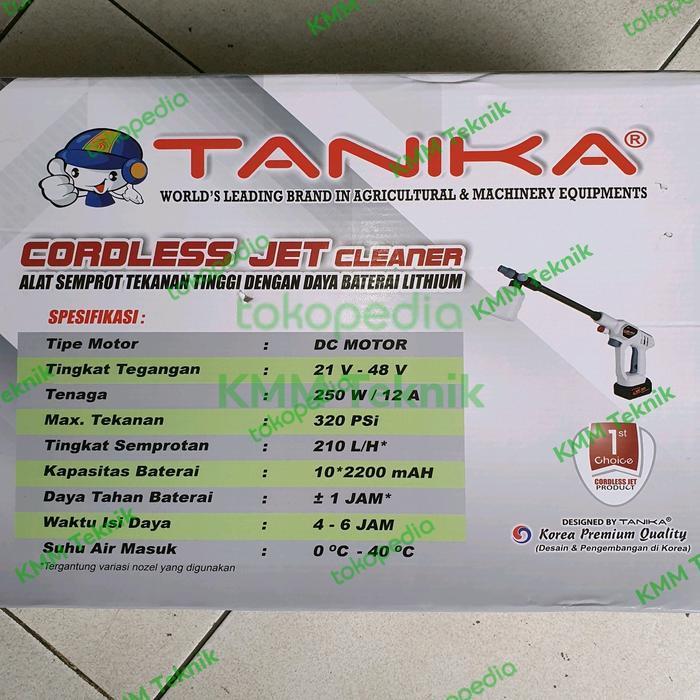 TANIKA®
WORLD'S LEADING BRAND IN AGRICULTURAL & MACHINERY EQUIPMENTS
CORDLESS JET CLEANER
ALAT SEMPROT TEKANAN TINGGI DENGAN DAYA BATERAI LITHIUM
SPESIFIKASI :
Tipe Motor : DC MOTOR
Tingkat Tegangan : 21 V - 48 V
Tenaga : 250 W / 12 A
Max. Tekanan : 320 PSi
Tingkat Semprotan : 210 L/H*
Kapasitas Baterai : 10*2200 mAH
Daya Tahan Baterai : ± 1 JAM*
Waktu Isi Daya : 4 - 6 JAM
Suhu Air Masuk : 0 ºC - 40 ºC
*Tergantung variasi nozel yang digunakan
1st
Choice
CORDLESS JET
PRODUCT
DESIGNED BY TANIKA®
Korea Premium Quality
(Desain & Pengembangan di Korea)
tokopedia
KMM Teknik